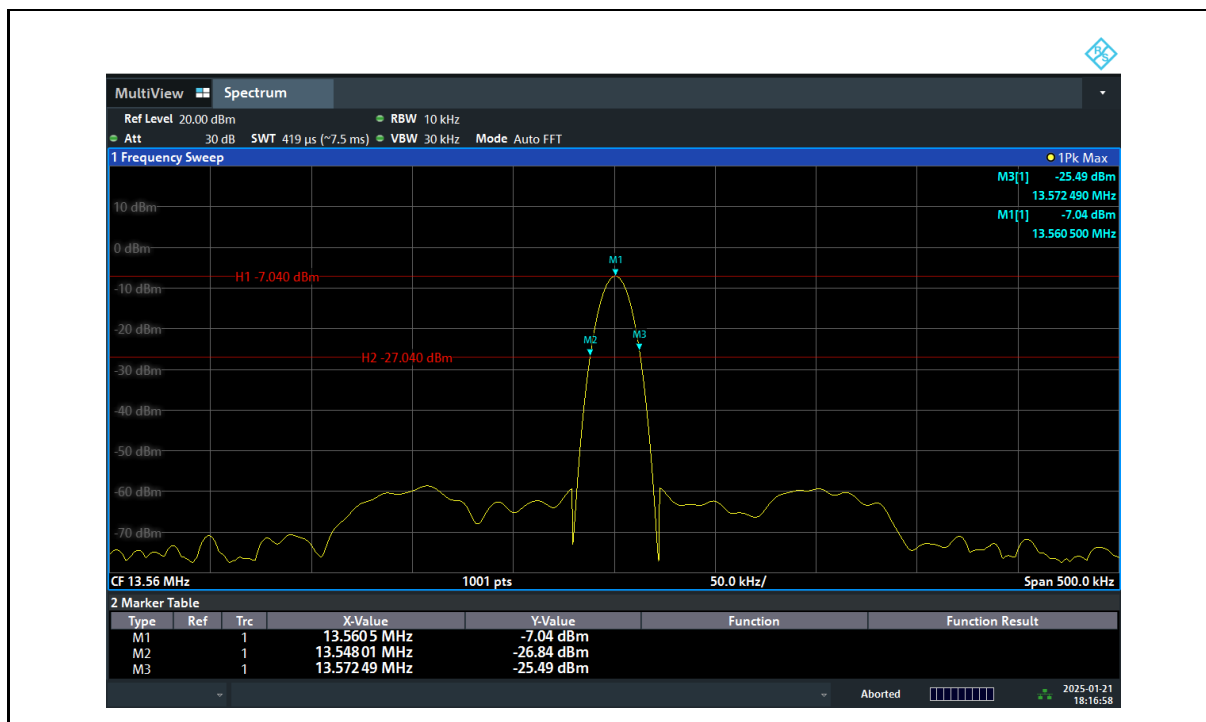 R S
MultiView Spectrum
Ref Level 20.00 dBm RBW 10 kHz
Att 30 dB SWT 419 µs (~7.5 ms) VBW 30 kHz Mode Auto FFT
1 Frequency Sweep 1Pk Max
M3[1] -25.49 dBm
13.572 490 MHz
10 dBm
M1[1] -7.04 dBm
13.560 500 MHz
0 dBm
M1
H1 -7.040 dBm
-10 dBm
-20 dBm
M2 M3
H2 -27.040 dBm
-30 dBm
-40 dBm
-50 dBm
-60 dBm
-70 dBm
CF 13.56 MHz 1001 pts 50.0 kHz/ Span 500.0 kHz
2 Marker Table
Type Ref Trc X-Value Y-Value Function Function Result
M1 1 13.5605 MHz -7.04 dBm
M2 1 13.54801 MHz -26.84 dBm
M3 1 13.57249 MHz -25.49 dBm
Aborted 2025-01-21
18:16:58